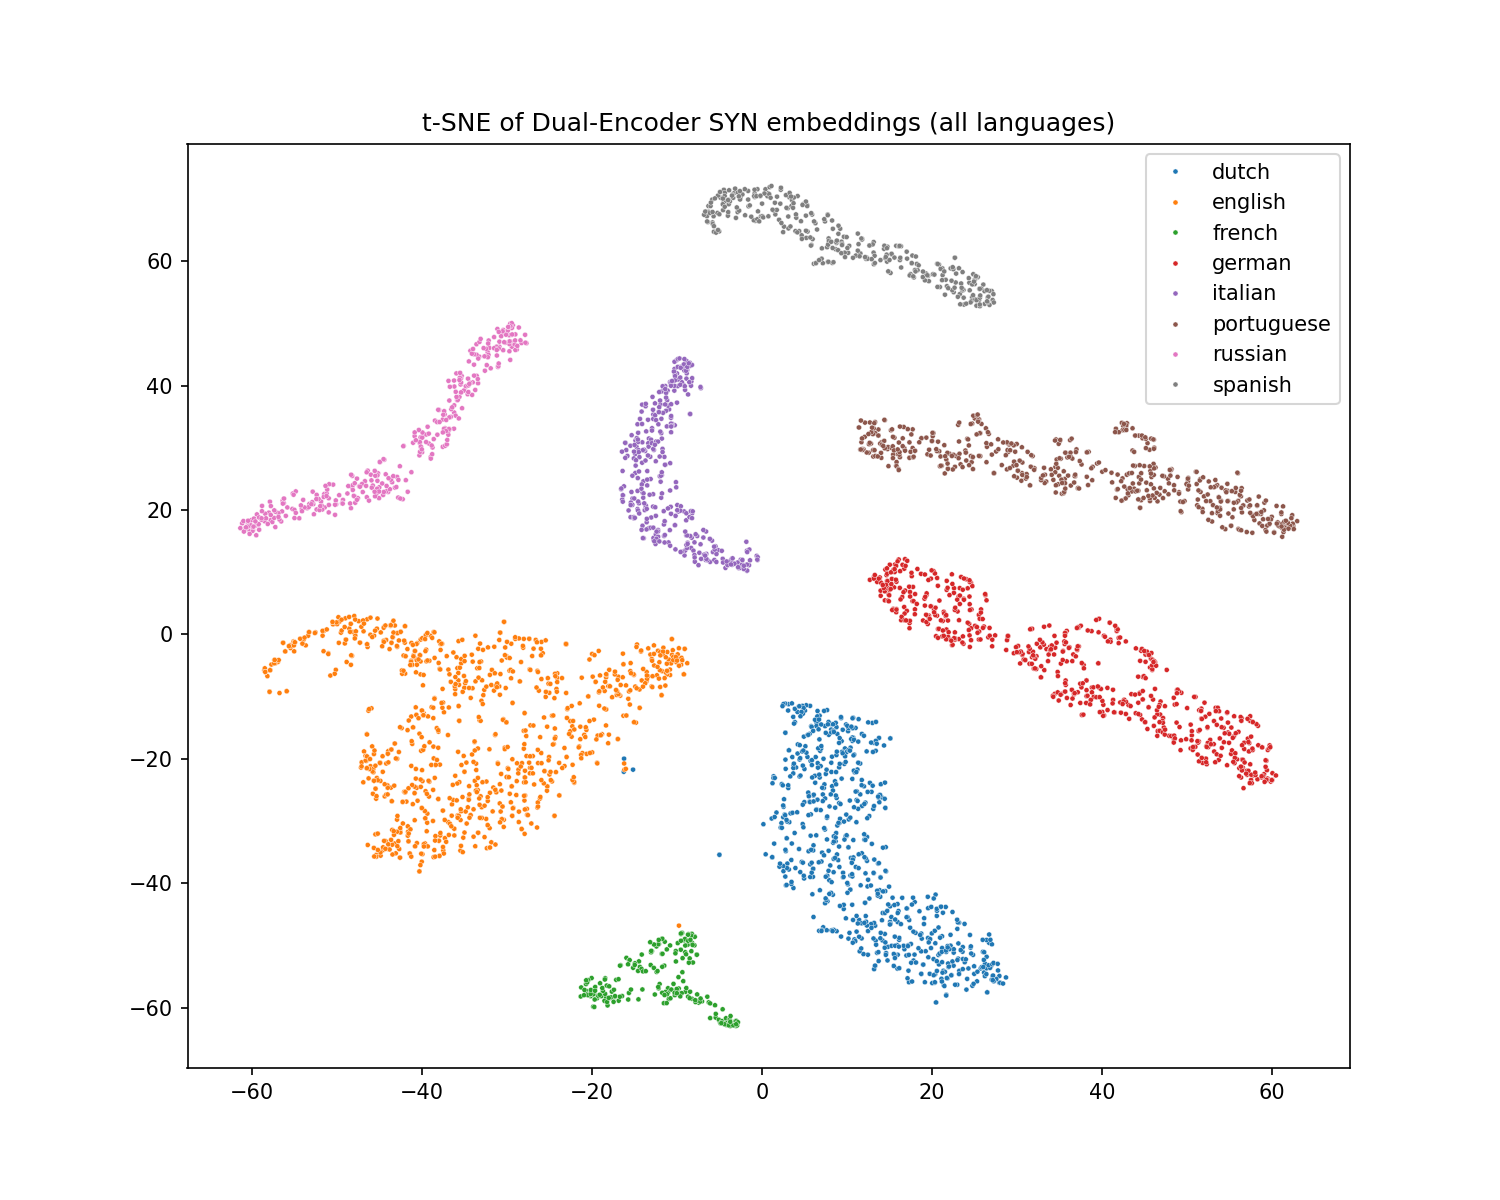 t-SNE of Dual-Encoder SYN embeddings (all languages)
dutch
english
french
german
italian
portuguese
russian
spanish
60
40
20
0
−20
−40
−60
−60
−40
−20
0
20
40
60